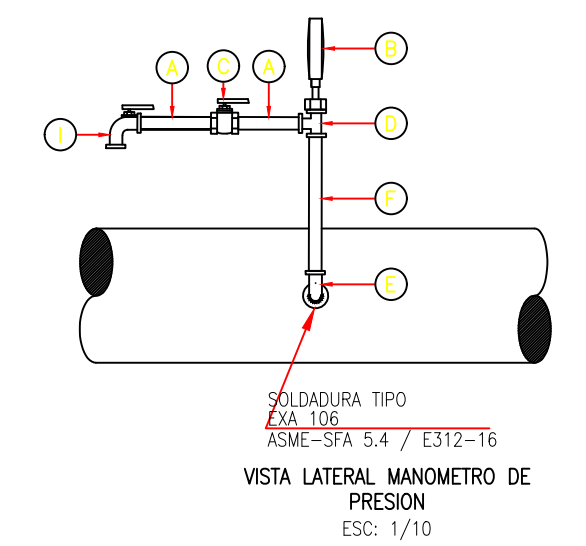 B
A
C
A
D
I
F
E
SOLDADURA TIPO
EXA 106
ASME-SFA 5.4 / E312-16
VISTA LATERAL MANOMETRO DE
PRESION
ESC: 1/10